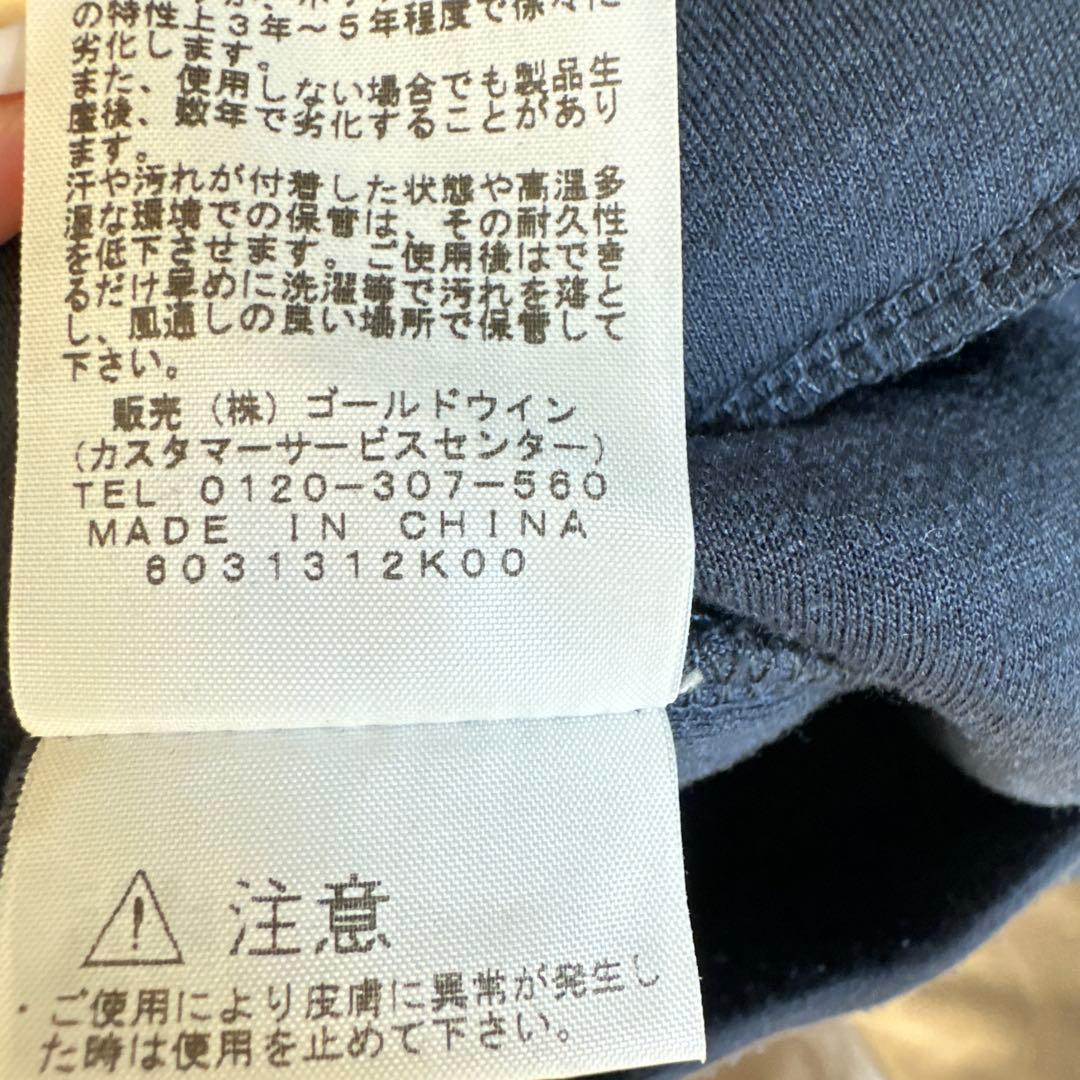 の特性上3年～5年程度で徐々に
劣化します。
また、使用しない場合でも製品生
産後、数年で劣化することがあり
ます。
汗や汚れが付着した状態や高温多
湿な環境での保管は、その耐久性
を低下させます。ご使用後はでき
るだけ早めに洗濯等で汚れを落と
し、風通しの良い場所で保管して
下さい。
販売（株）ゴールドウイン
(カスタマーサービスセンター)
TEL 0120-307-560
MADE IN CHINA
6031312K00
注意
・ご使用により皮膚に異常が発生し
た時は使用を止めて下さい。